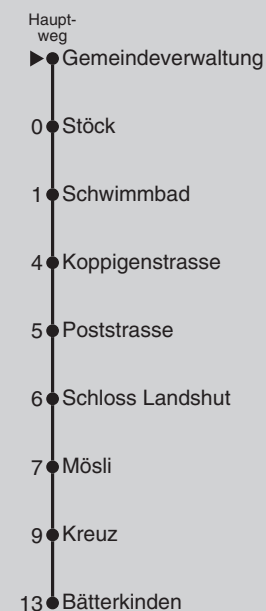 Haupt-
weg
Gemeindeverwaltung
0 Stöck
1 Schwimmbad
4 Koppigenstrasse
5 Poststrasse
6 Schloss Landshut
7 Mösli
9 Kreuz
13 Bätterkinden